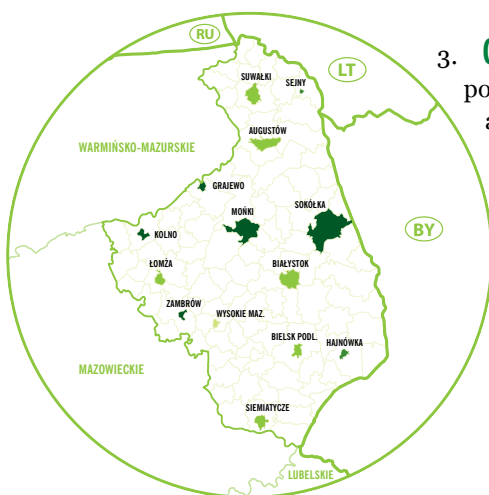 RU
LT
3.
SUWAŁKI
SEJNY
po
a
AUGUSTÓW
WARMIŃSKO-MAZURSKIE
GRAJEWO
MOŃKI
SOKÓŁKA
KOLNO
BY
ŁOMŻA
BIAŁYSTOK
ZAMBRÓW
WYSOKIE MAZ.
BIELSK PODL.
HAJNÓWKA
MAZOWIECKIE
SIEMIATYCZE
LUBELSKIE